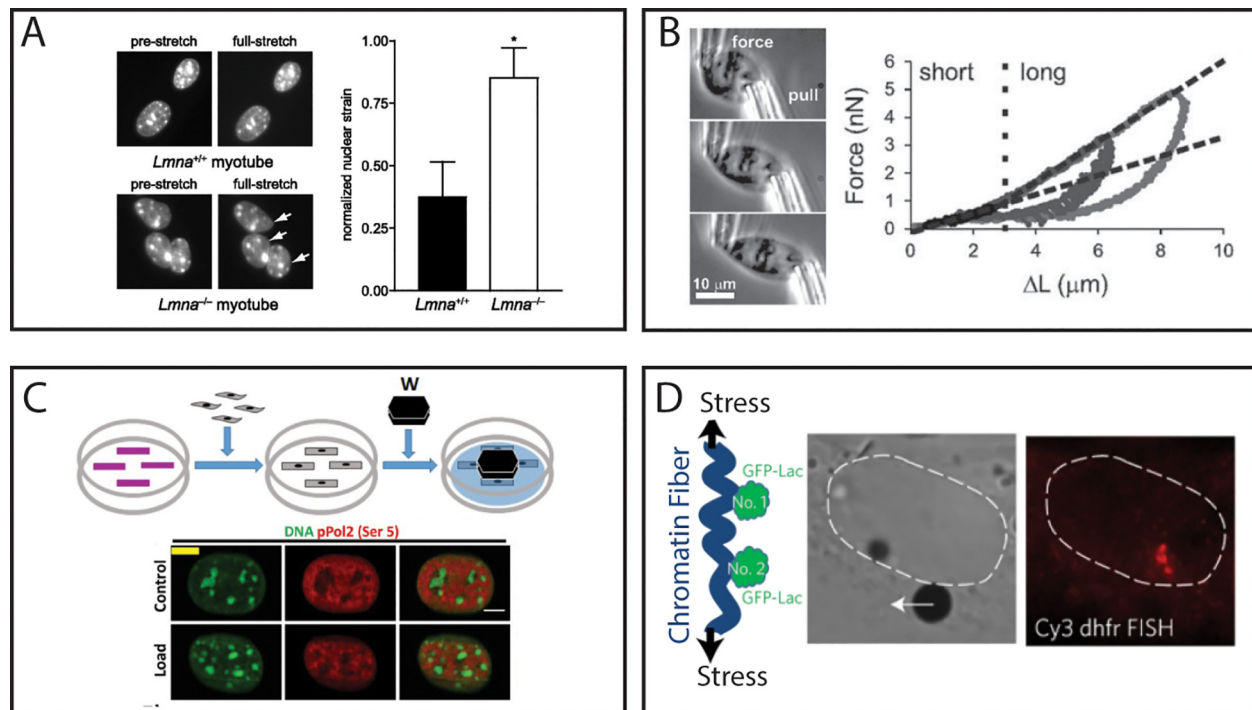 A
pre-stretch
full-stretch
Lmna+/+ myotube
pre-stretch
full-stretch
Lmna–/– myotube
normalized nuclear strain
1.00
0.75
0.50
0.25
0.00
*
Lmna+/+
Lmna–/–
B
force
pull
10 μm
short
long
Force (nN)
6
5
4
3
2
1
0
0
2
4
6
8
10
ΔL (μm)
C
W
DNA pPol2 (Ser 5)
Control
Load
D
Stress
Chromatin Fiber
GFP-Lac
No. 1
No. 2
GFP-Lac
Stress
Cy3 dhfr FISH